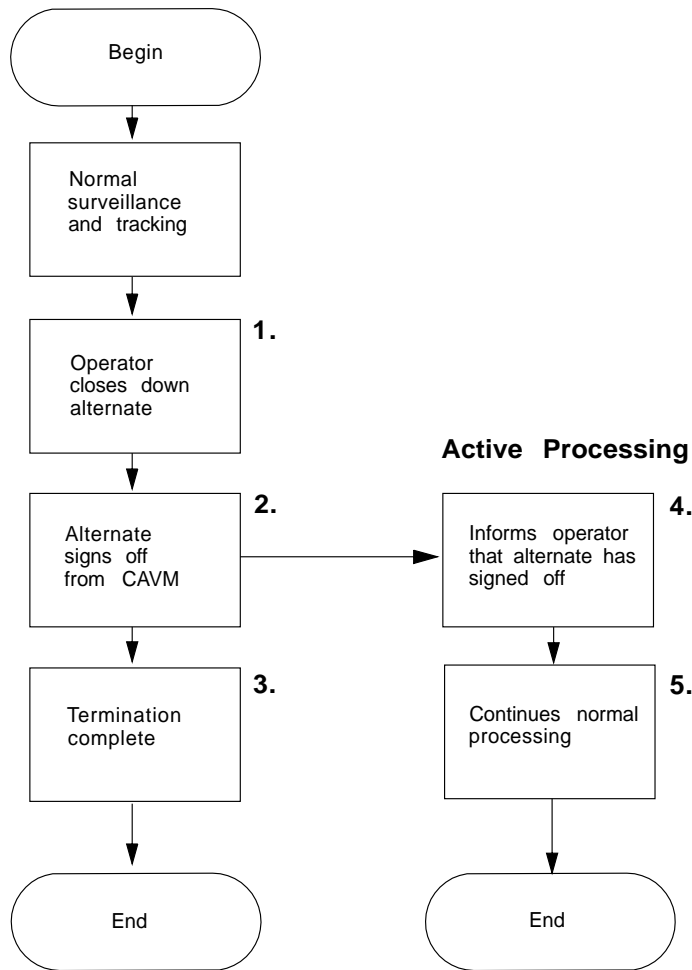 Begin
Normal
surveillance
and tracking
1.
Operator
closes down
alternate
2.
Alternate
signs off
from CAVM
3.
Termination
complete
End
Active Processing
4.
Informs operator
that alternate has
signed off
5.
Continues normal
processing
End